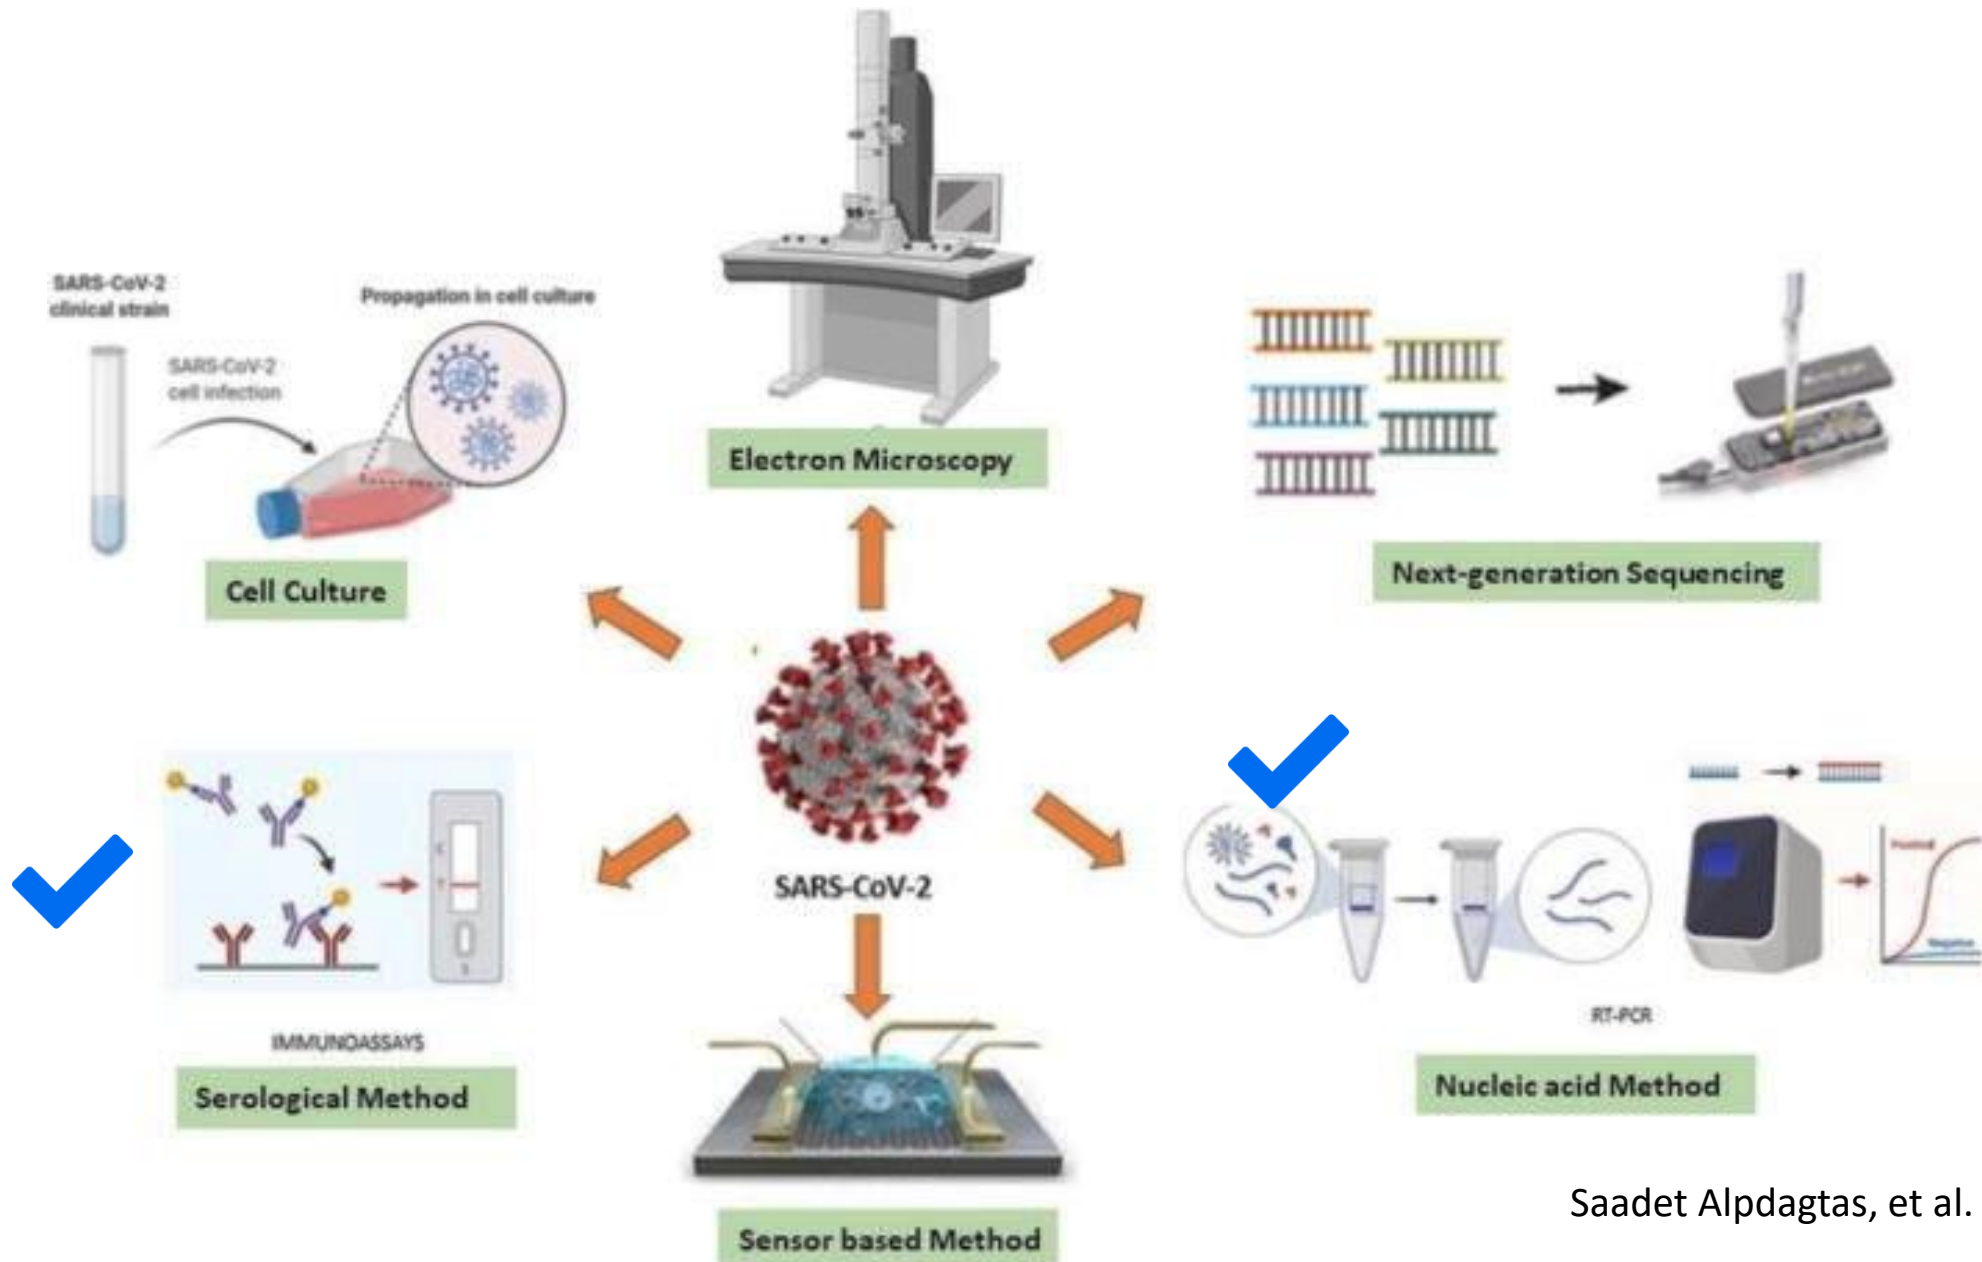 SARS-CoV-2
clinical strain
SARS-CoV-2
cell infection
Propagation in cell culture
Cell Culture
Electron Microscopy
Next-generation Sequencing
SARS-CoV-2
C
T
S
IMMUNOASSAYS
Serological Method
Sensor based Method
Positive
Negative
RT-PCR
Nucleic acid Method
Saadet Alpdagtas, et al.